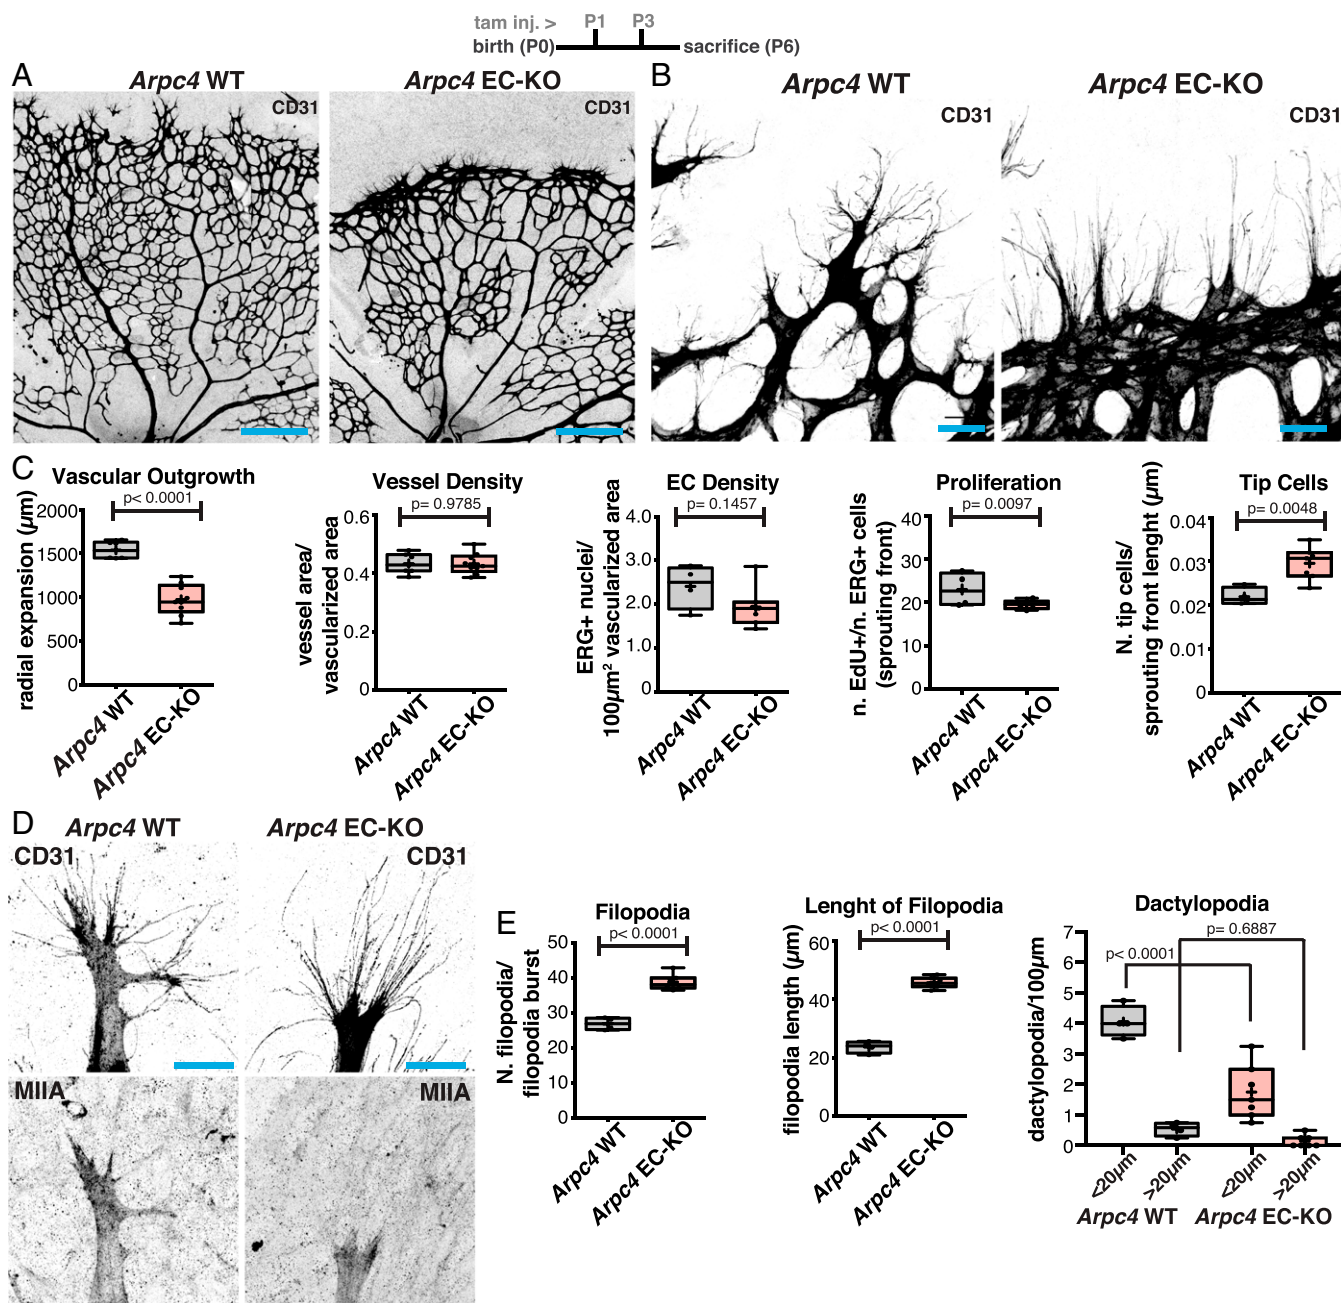 tam inj. > P1 P3
birth (P0) sacrifice (P6)
A Arpc4 WT Arpc4 EC-KO
CD31 CD31
B Arpc4 WT Arpc4 EC-KO
CD31 CD31
C
Vascular Outgrowth
p< 0.0001
radial expansion (µm)
2000
1500
1000
500
0
Arpc4 WT
Arpc4 EC-KO
Vessel Density
p= 0.9785
vessel area/
vascularized area
0.6
0.4
0.2
0
Arpc4 WT
Arpc4 EC-KO
EC Density
p= 0.1457
ERG+ nuclei/
100µm² vascularized area
4.0
3.0
2.0
1.0
0
Arpc4 WT
Arpc4 EC-KO
Proliferation
p= 0.0097
n. EdU+/n. ERG+ cells
(sprouting front)
40
30
20
10
0
Arpc4 WT
Arpc4 EC-KO
Tip Cells
p= 0.0048
N. tip cells/
sprouting front lenght (µm)
0.04
0.03
0.02
0.01
0
Arpc4 WT
Arpc4 EC-KO
D Arpc4 WT Arpc4 EC-KO
CD31 CD31
MIIA MIIA
E
Filopodia
p< 0.0001
N. filopodia/
filopodia burst
50
40
30
20
10
0
Arpc4 WT
Arpc4 EC-KO
Lenght of Filopodia
p< 0.0001
filopodia length (µm)
60
40
20
0
Arpc4 WT
Arpc4 EC-KO
Dactylopodia
p= 0.6887
p< 0.0001
dactylopodia/100µm
7
6
5
4
3
2
1
0
<20µm >20µm <20µm >20µm
Arpc4 WT Arpc4 EC-KO